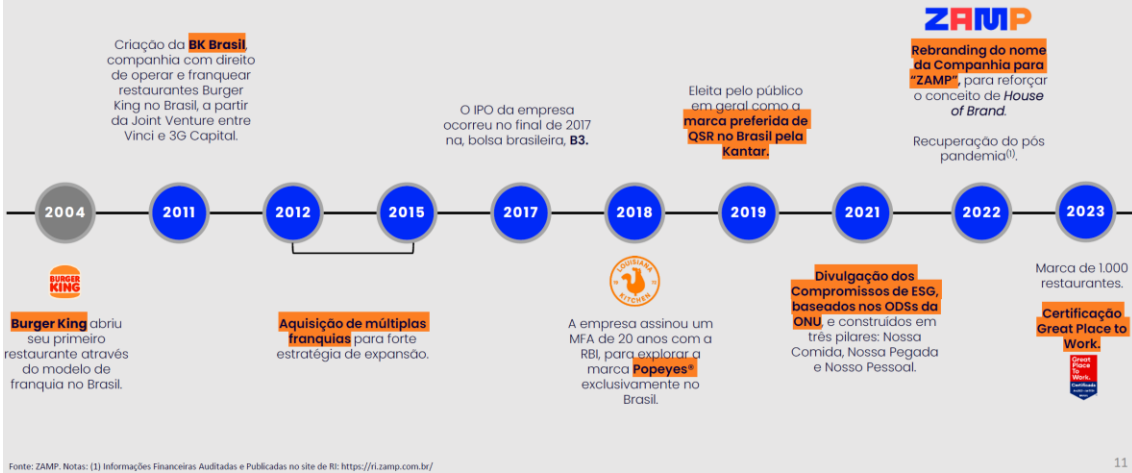 Criação da BK Brasil,
companhia com direito
de operar e franquear
restaurantes Burger
King no Brasil, a partir
da Joint Venture entre
Vinci e 3G Capital.
O IPO da empresa
ocorreu no final de 2017
na, bolsa brasileira, B3.
Eleita pelo público
em geral como a
marca preferida de
QSR no Brasil pela
Kantar.
ZAMP
Rebranding do nome
da Companhia para
“ZAMP”, para reforçar
o conceito de House
of Brand.
Recuperação do pós
pandemia(1).
2004
2011
2012
2015
2017
2018
2019
2021
2022
2023
BURGER
KING
Burger King abriu
seu primeiro
restaurante através
do modelo de
franquia no Brasil.
Aquisição de múltiplas
franquias para forte
estratégia de expansão.
LOUISIANA
KITCHEN
A empresa assinou um
MFA de 20 anos com a
RBI, para explorar a
marca Popeyes®
exclusivamente no
Brasil.
Divulgação dos
Compromissos de ESG,
baseados nos ODSs da
ONU, e construídos em
três pilares: Nossa
Comida, Nossa Pegada
e Nosso Pessoal.
Marca de 1.000
restaurantes.
Certificação
Great Place to
Work.
Great
Place
To
Work.
Certificada
Fonte: ZAMP. Notas: (1) Informações Financeiras Auditadas e Publicadas no site de RI: https://ri.zamp.com.br/
11